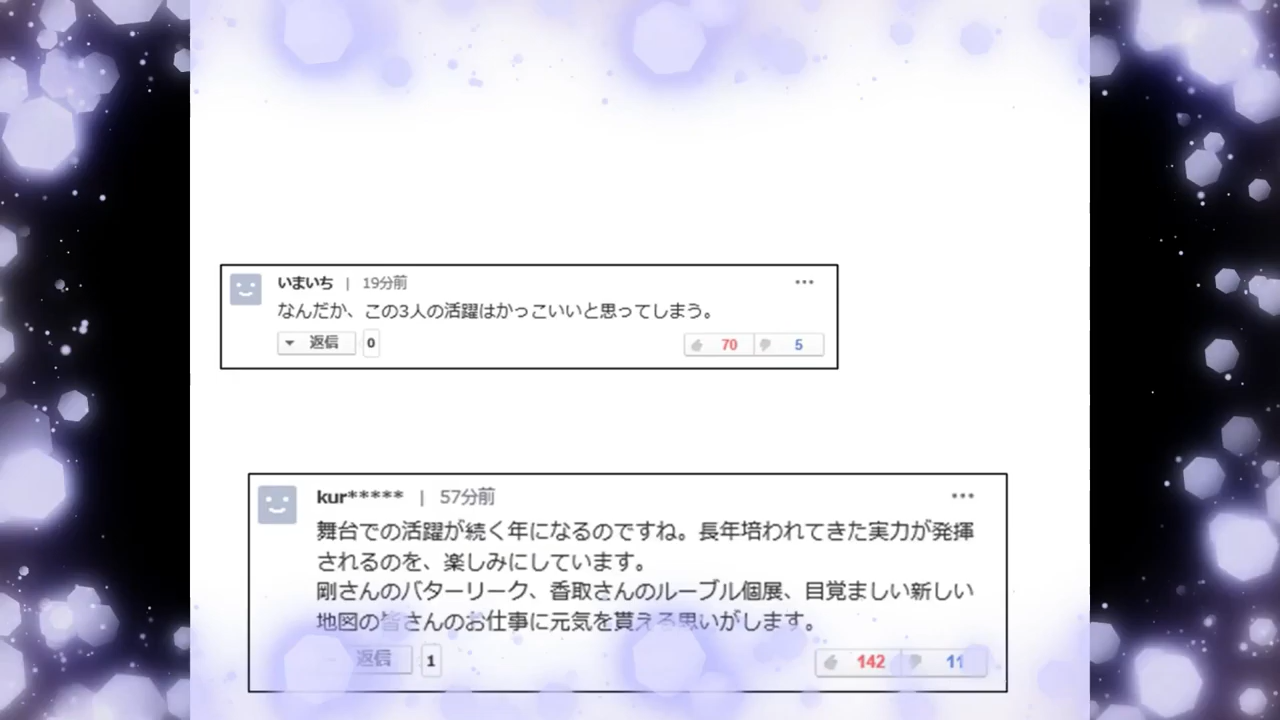 いまいち | 19分前
なんだか、この3人の活躍はかっこいいと思ってしまう。
返信 0
70 5
kur***** | 57分前
舞台での活躍が続く年になるのですね。長年培われてきた実力が発揮
されるのを、楽しみにしています。
剛さんのバターリーク、香取さんのルーブル個展、目覚ましい新しい
地図の皆さんのお仕事に元気を貰える思いがします。
返信 1
142 11